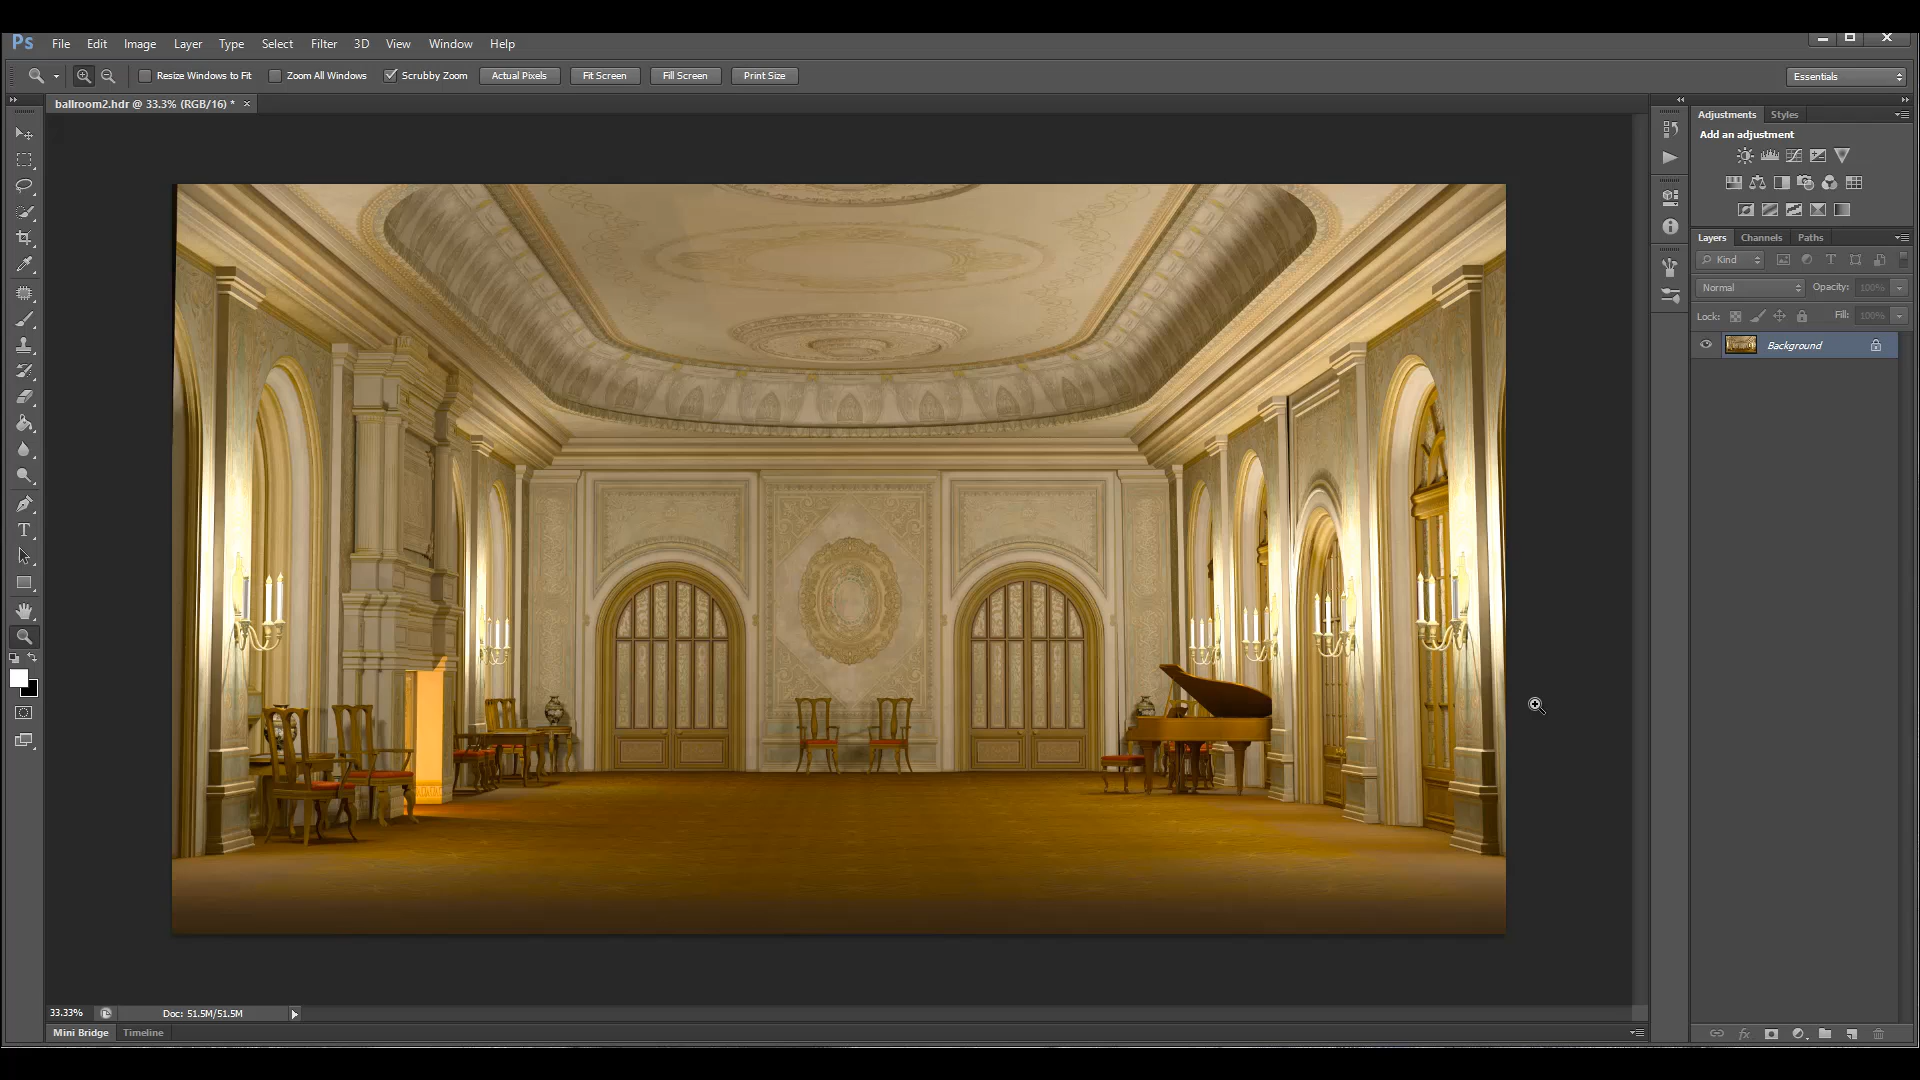 Ps File Edit Image Layer Type Select Filter 3D View Window Help
Resize Windows to Fit Zoom All Windows Scrubby Zoom Actual Pixels Fit Screen Fill Screen Print Size Essentials
ballroom2.hdr @ 33.3% (RGB/16) * ×
Adjustments Styles
Add an adjustment
Layers Channels Paths
Kind
Normal Opacity: 100%
Lock: Fill: 100%
Background
33.33% Doc: 51.5M/51.5M
Mini Bridge Timeline